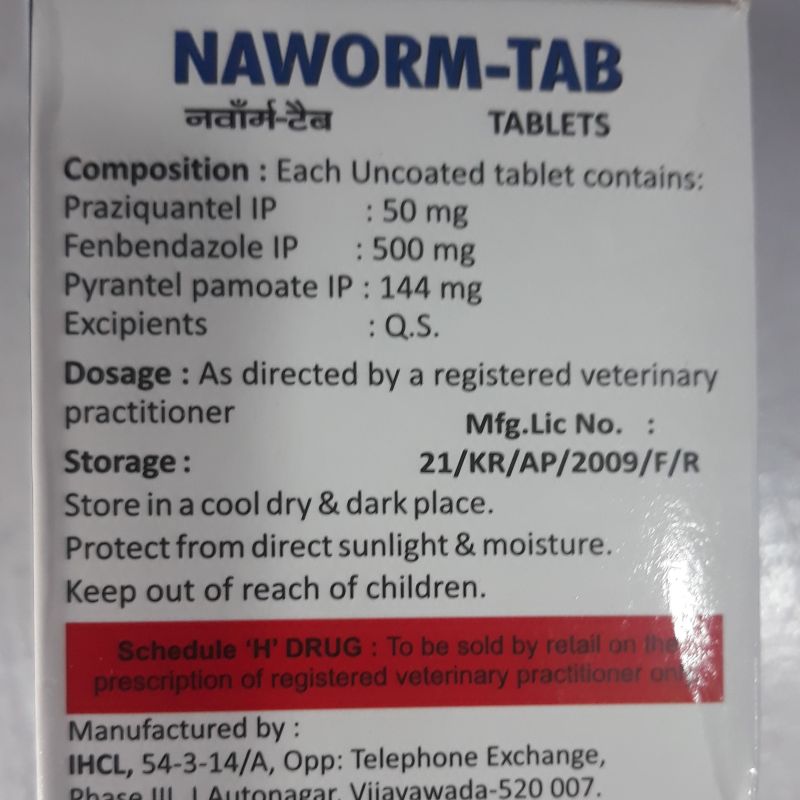 NAWORM-TAB
नवाँर्म-टैब TABLETS
Composition : Each Uncoated tablet contains:
Praziquantel IP : 50 mg
Fenbendazole IP : 500 mg
Pyrantel pamoate IP : 144 mg
Excipients : Q.S.
Dosage : As directed by a registered veterinary
practitioner
Mfg.Lic No. :
Storage : 21/KR/AP/2009/F/R
Store in a cool dry & dark place.
Protect from direct sunlight & moisture.
Keep out of reach of children.
Schedule 'H' DRUG : To be sold by retail on the
prescription of registered veterinary practitioner only
Manufactured by :
IHCL, 54-3-14/A, Opp: Telephone Exchange,
Phase III, Autonagar, Vijayawada-520 007.